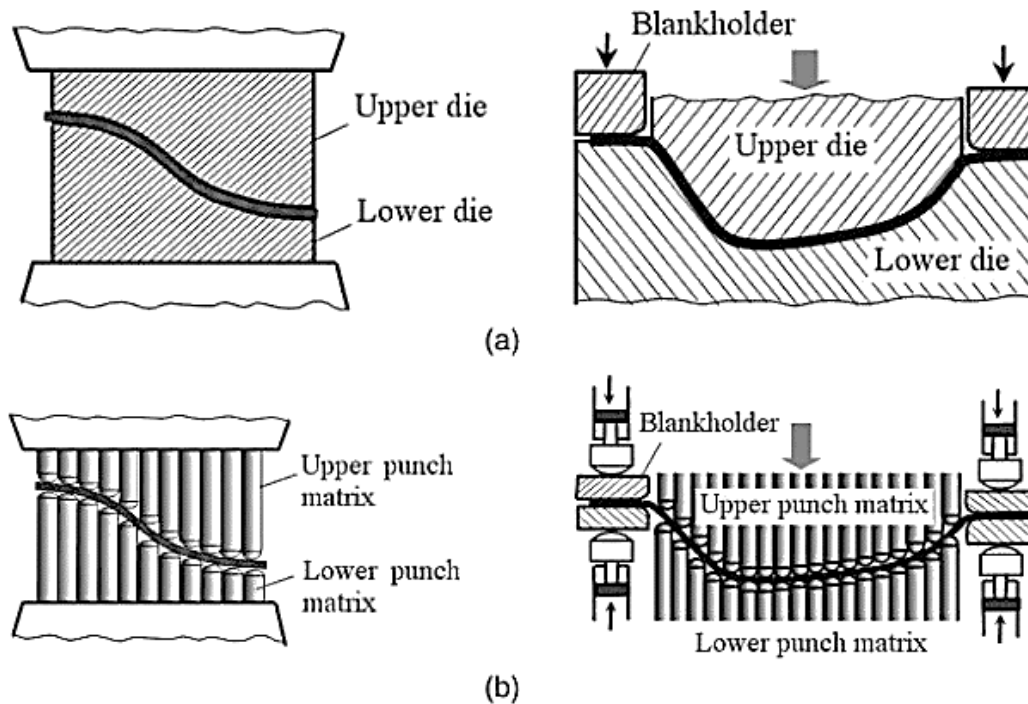 Blankholder
Upper die
Upper die
Lower die
Lower die
(a)
Blankholder
Upper punch
matrix
Upper punch matrix
Lower punch
matrix
Lower punch matrix
(b)